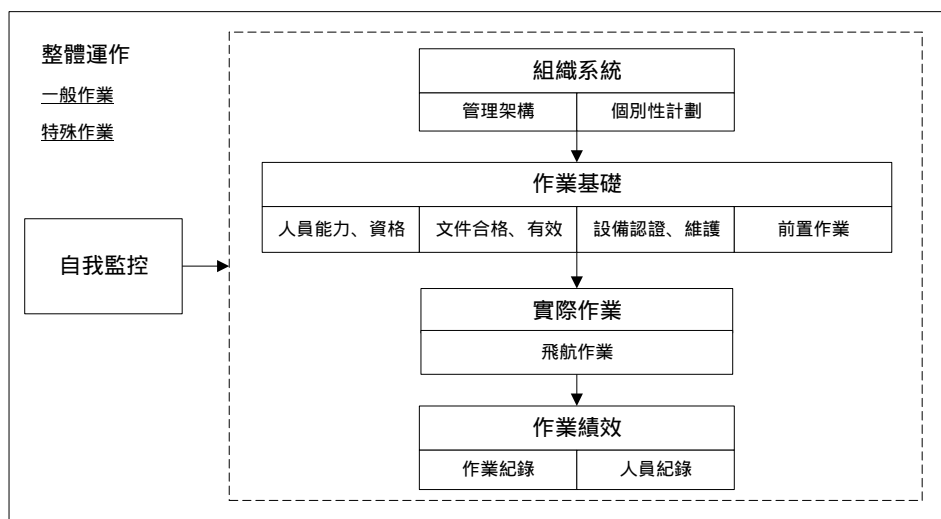 整體運作
一般作業
特殊作業
自我監控
組織系統
管理架構 個別性計劃
作業基礎
人員能力、資格 文件合格、有效 設備認證、維護 前置作業
實際作業
飛航作業
作業績效
作業紀錄 人員紀錄